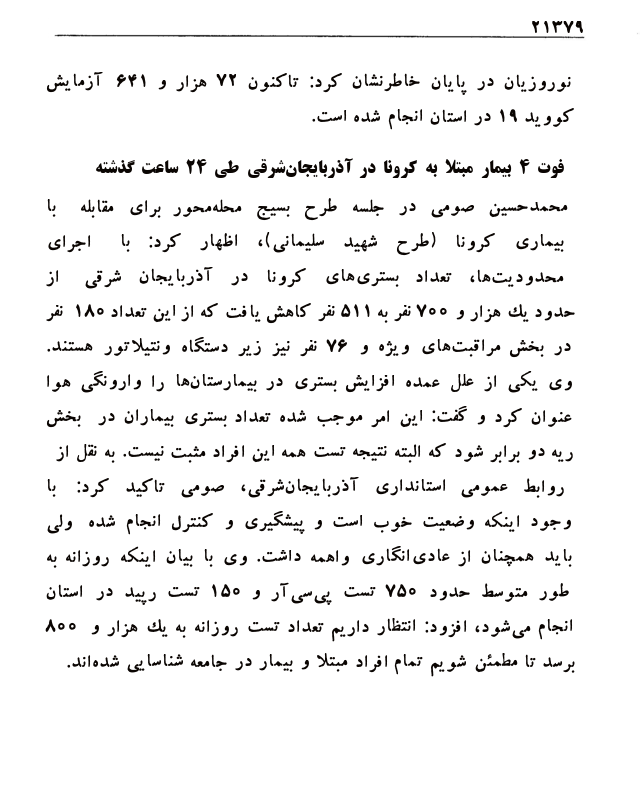 ۲۱۳۷۹
نوروزیان در پایان خاطرنشان کرد: تاکنون ۷۲ هزار و ۶۴۱ آزمایش
کووید ۱۹ در استان انجام شده است.
فوت ۴ بیمار مبتلا به کرونا در آذربایجان‌شرقی طی ۲۴ ساعت گذشته
محمدحسین صومی در جلسه طرح بسیج محله‌محور برای مقابله با
بیماری کرونا (طرح شهید سلیمانی)، اظهار کرد: با اجرای
محدودیت‌ها، تعداد بستری‌های کرونا در آذربایجان شرقی از
حدود یك هزار و ۷۰۰ نفر به ۵۱۱ نفر کاهش یافت که از این تعداد ۱۸۰ نفر
در بخش مراقبت‌های ویژه و ۷۶ نفر نیز زیر دستگاه ونتیلاتور هستند.
وی یکی از علل عمده افزایش بستری در بیمارستان‌ها را وارونگی هوا
عنوان کرد و گفت: این امر موجب شده تعداد بستری بیماران در بخش
ریه دو برابر شود که البته نتیجه تست همه این افراد مثبت نیست. به نقل از
روابط عمومی استانداری آذربایجان‌شرقی، صومی تاکید کرد: با
وجود اینکه وضعیت خوب است و پیشگیری و کنترل انجام شده ولی
باید همچنان از عادی‌انگاری واهمه داشت. وی با بیان اینکه روزانه به
طور متوسط حدود ۷۵۰ تست پی‌سی‌آر و ۱۵۰ تست رپید در استان
انجام می‌شود، افزود: انتظار داریم تعداد تست روزانه به یك هزار و ۸۰۰
برسد تا مطمئن شویم تمام افراد مبتلا و بیمار در جامعه شناسایی شده‌اند.